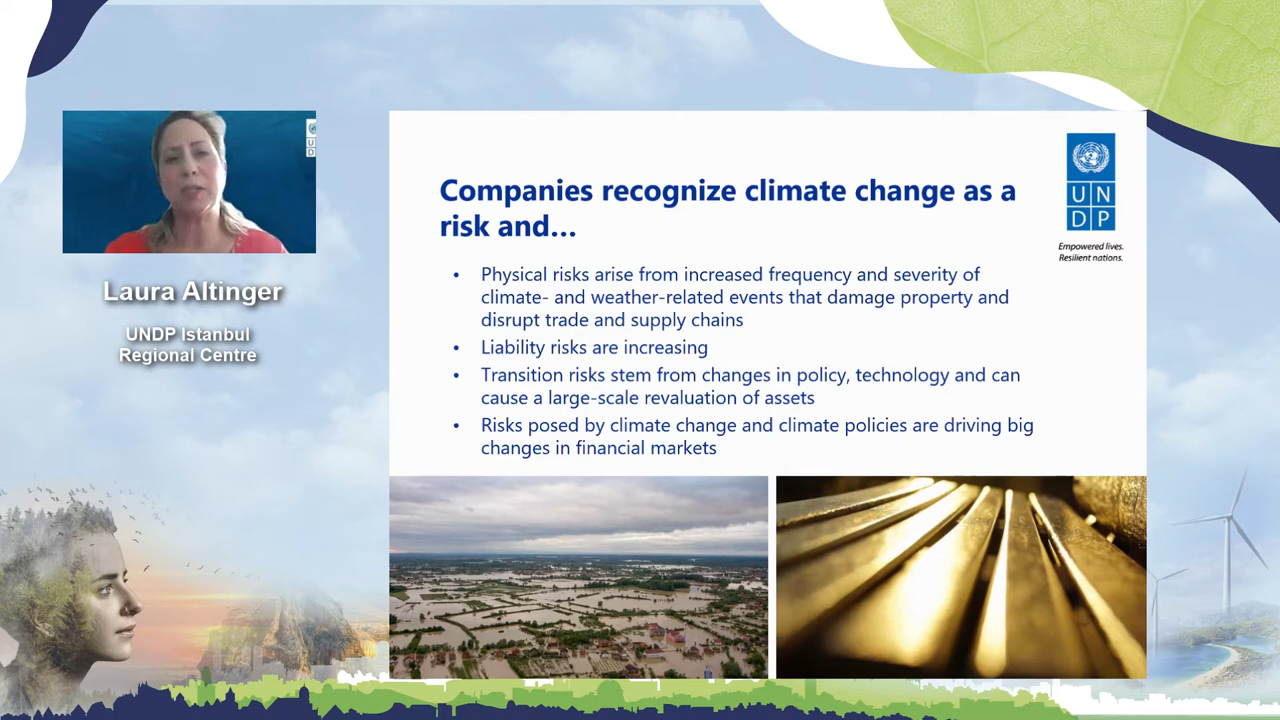 Laura Altinger
UNDP Istanbul
Regional Centre
Companies recognize climate change as a
risk and...
• Physical risks arise from increased frequency and severity of
climate- and weather-related events that damage property and
disrupt trade and supply chains
• Liability risks are increasing
• Transition risks stem from changes in policy, technology and can
cause a large-scale revaluation of assets
• Risks posed by climate change and climate policies are driving big
changes in financial markets
U N
D P
Empowered lives.
Resilient nations.
U
D